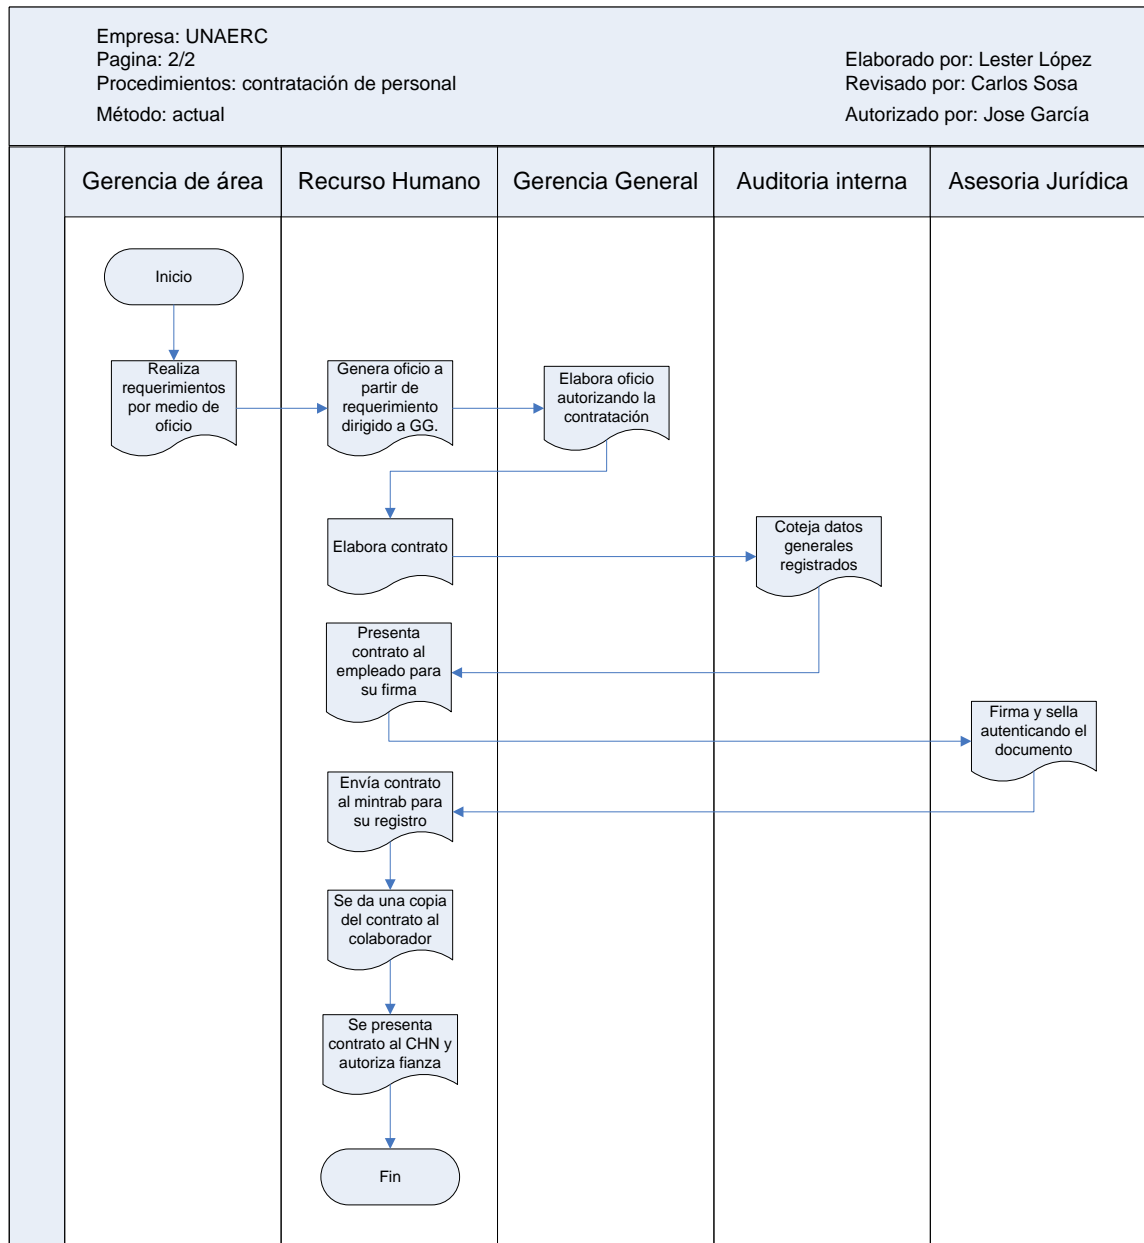 Empresa: UNAERC
Pagina: 2/2
Procedimientos: contratación de personal
Método: actual
Elaborado por: Lester López
Revisado por: Carlos Sosa
Autorizado por: Jose García
Gerencia de área
Recurso Humano
Gerencia General
Auditoria interna
Asesoria Jurídica
Inicio
Realiza
requerimientos
por medio de
oficio
Genera oficio a
partir de
requerimiento
dirigido a GG.
Elabora oficio
autorizando la
contratación
Elabora contrato
Coteja datos
generales
registrados
Presenta
contrato al
empleado para
su firma
Firma y sella
autenticando el
documento
Envía contrato
al mintrab para
su registro
Se da una copia
del contrato al
colaborador
Se presenta
contrato al CHN y
autoriza fianza
Fin